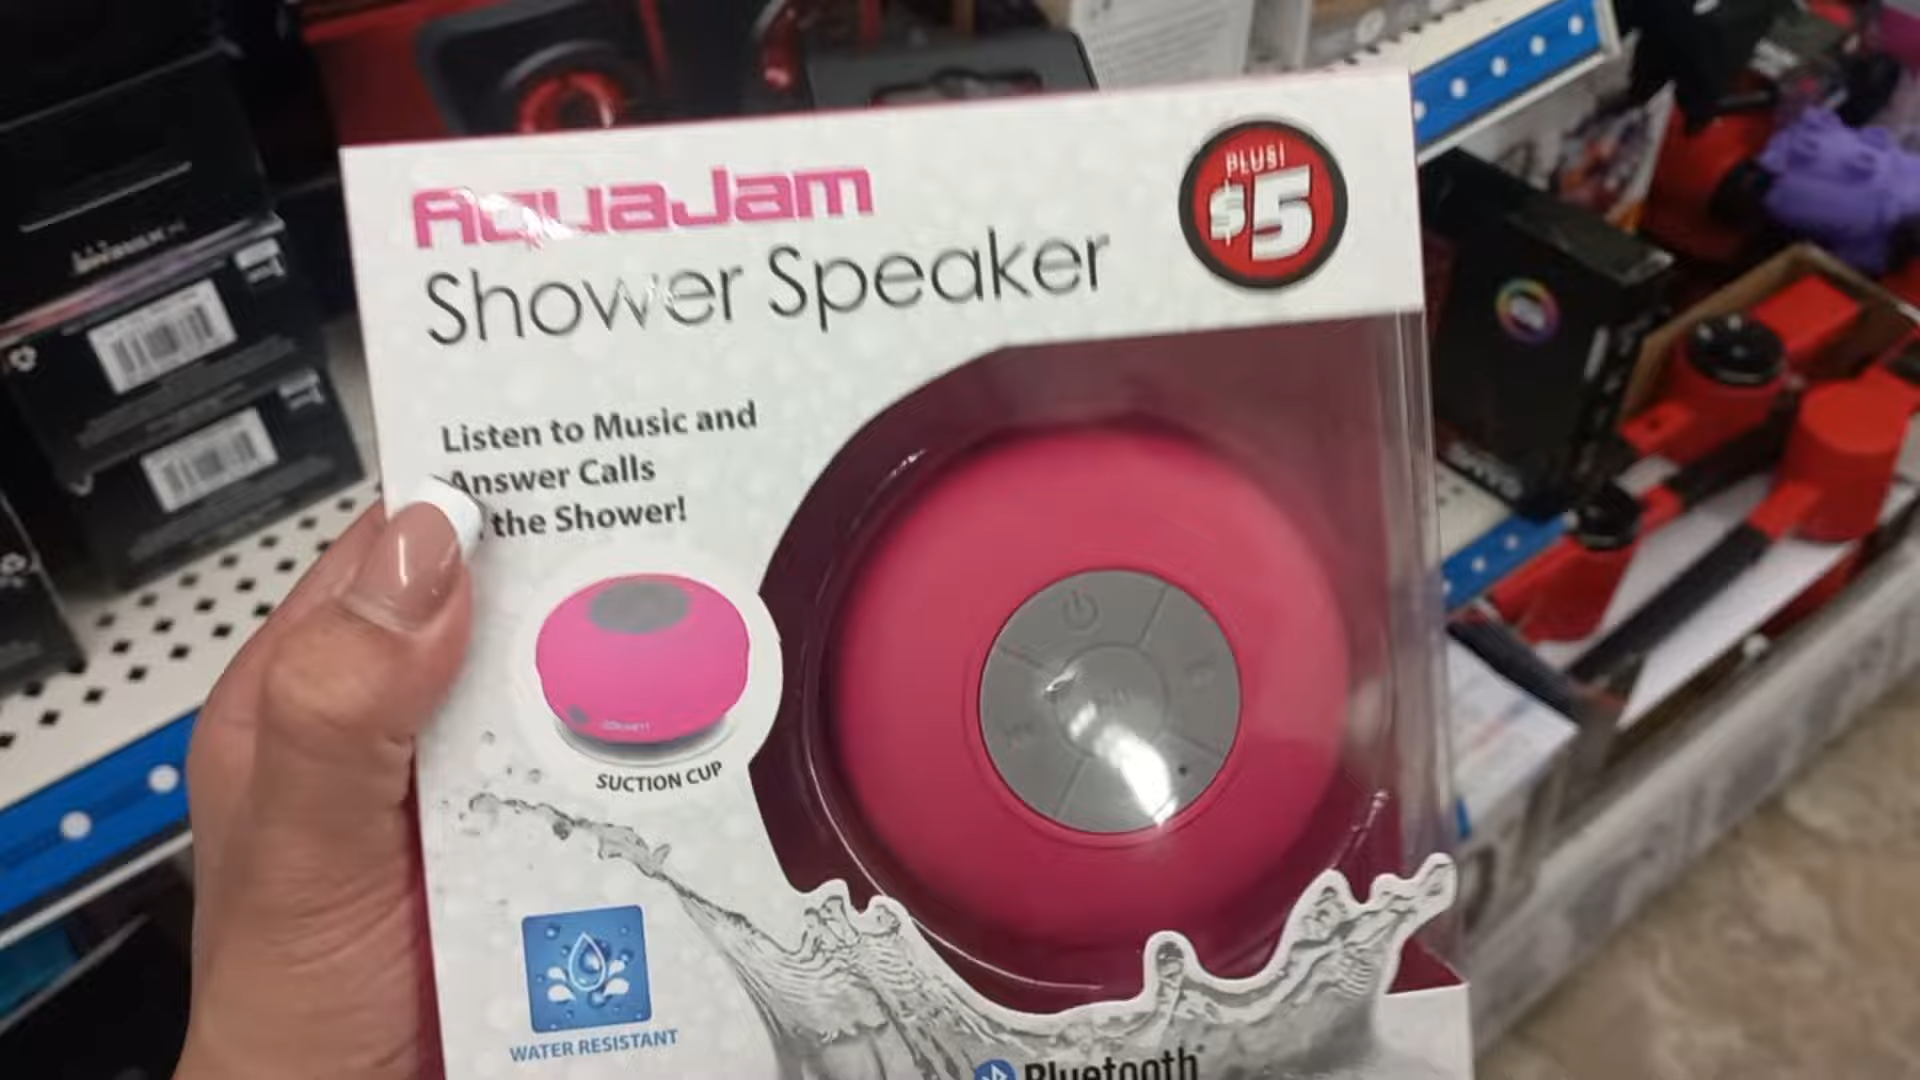 AquaJam
PLUS!
$5
Shower Speaker
Listen to Music and
Answer Calls
the Shower!
SUCTION CUP
WATER RESISTANT
Bluetooth